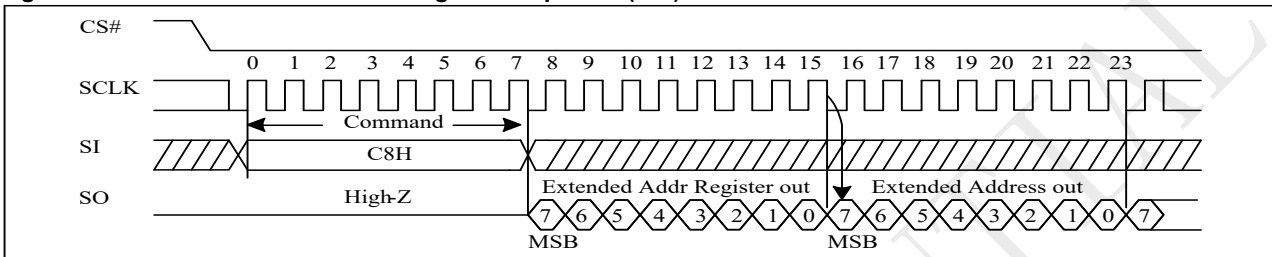 CS#
0 1 2 3 4 5 6 7 8 9 10 11 12 13 14 15 16 17 18 19 20 21 22 23
SCLK
Command
SI
C8H
Extended Addr Register out Extended Address out
SO
High-Z
7 6 5 4 3 2 1 0 7 6 5 4 3 2 1 0 7
MSB MSB